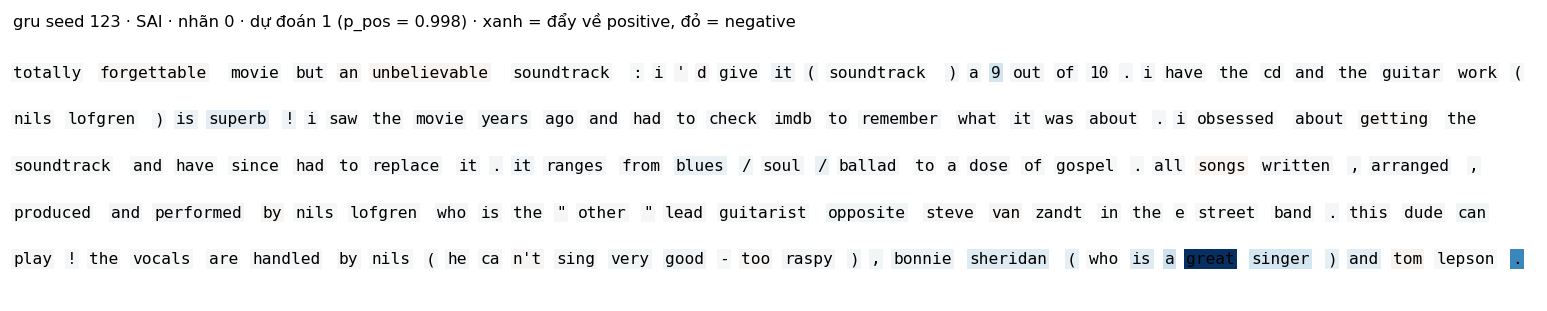 gru seed 123 · SAI · nhãn 0 · dự đoán 1 (p_pos = 0.998) · xanh = đẩy về positive, đỏ = negative
totally forgettable movie but an unbelievable soundtrack : i ' d give it ( soundtrack ) a 9 out of 10 . i have the cd and the guitar work (
nils lofgren ) is superb ! i saw the movie years ago and had to check imdb to remember what it was about . i obsessed about getting the
soundtrack and have since had to replace it . it ranges from blues / soul / ballad to a dose of gospel . all songs written , arranged ,
produced and performed by nils lofgren who is the " other " lead guitarist opposite steve van zandt in the e street band . this dude can
play ! the vocals are handled by nils ( he ca n't sing very good - too raspy ) , bonnie sheridan ( who is a great singer ) and tom lepson .